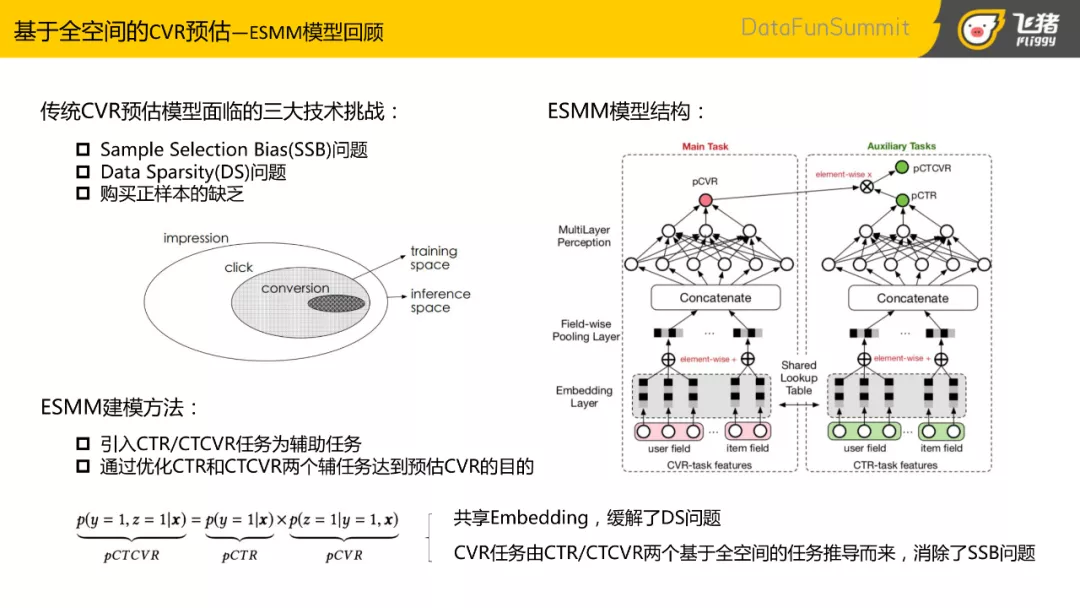 基于全空间的CVR预估—ESMM模型回顾
DataFunSummit
飞猪
Fliggy
传统CVR预估模型面临的三大技术挑战：
Sample Selection Bias(SSB)问题
Data Sparsity(DS)问题
购买正样本的缺乏
impression
click
conversion
training
space
inference
space
ESMM建模方法：
引入CTR/CTCVR任务为辅助任务
通过优化CTR和CTCVR两个辅任务达到预估CVR的目的
p(y = 1, z = 1|x) = p(y = 1|x) × p(z = 1|y = 1, x)
pCTCVR pCTR pCVR
ESMM模型结构：
Main Task
Auxiliary Tasks
element-wise x
pCTCVR
pCVR
pCTR
MultiLayer
Perception
Concatenate
Concatenate
Field-wise
Pooling Layer
...
...
element-wise +
element-wise +
Shared
Lookup
Table
Embedding
Layer
...
...
user field
item field
user field
item field
CVR-task features
CTR-task features
共享Embedding，缓解了DS问题
CVR任务由CTR/CTCVR两个基于全空间的任务推导而来，消除了SSB问题